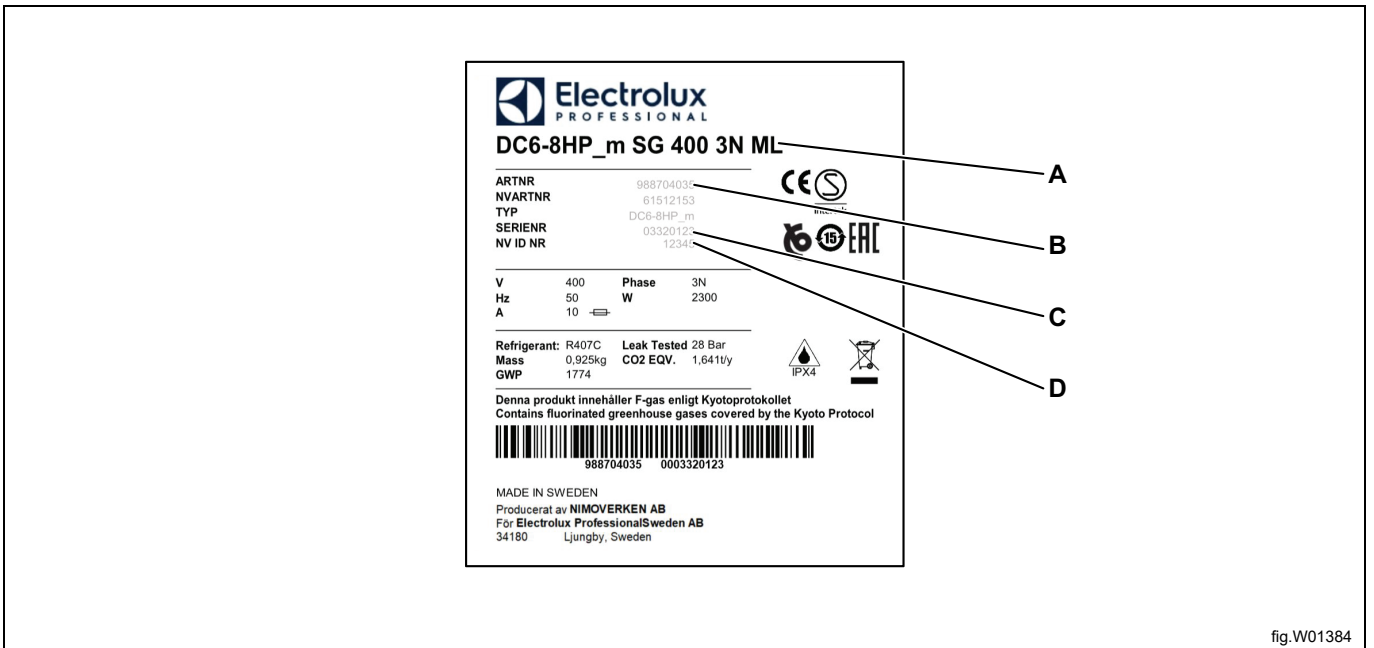 Electrolux
PROFESSIONAL
DC6-8HP_m SG 400 3N ML
A
ARTNR 988704035
NVARTNR 61512153
TYP DC6-8HP_m
SERIENR 03320123
NV ID NR 12345
CE S
Intertek
15 EAC
B
C
D
V 400 Phase 3N
Hz 50 W 2300
A 10
Refrigerant: R407C Leak Tested 28 Bar
Mass 0,925kg CO2 EQV. 1,641t/y
GWP 1774
IPX4
Denna produkt innehåller F-gas enligt Kyotoprotokollet
Contains fluorinated greenhouse gases covered by the Kyoto Protocol
988704035 0003320123
MADE IN SWEDEN
Producerat av NIMOVERKEN AB
För Electrolux ProfessionalSweden AB
34180 Ljungby, Sweden
fig.W01384